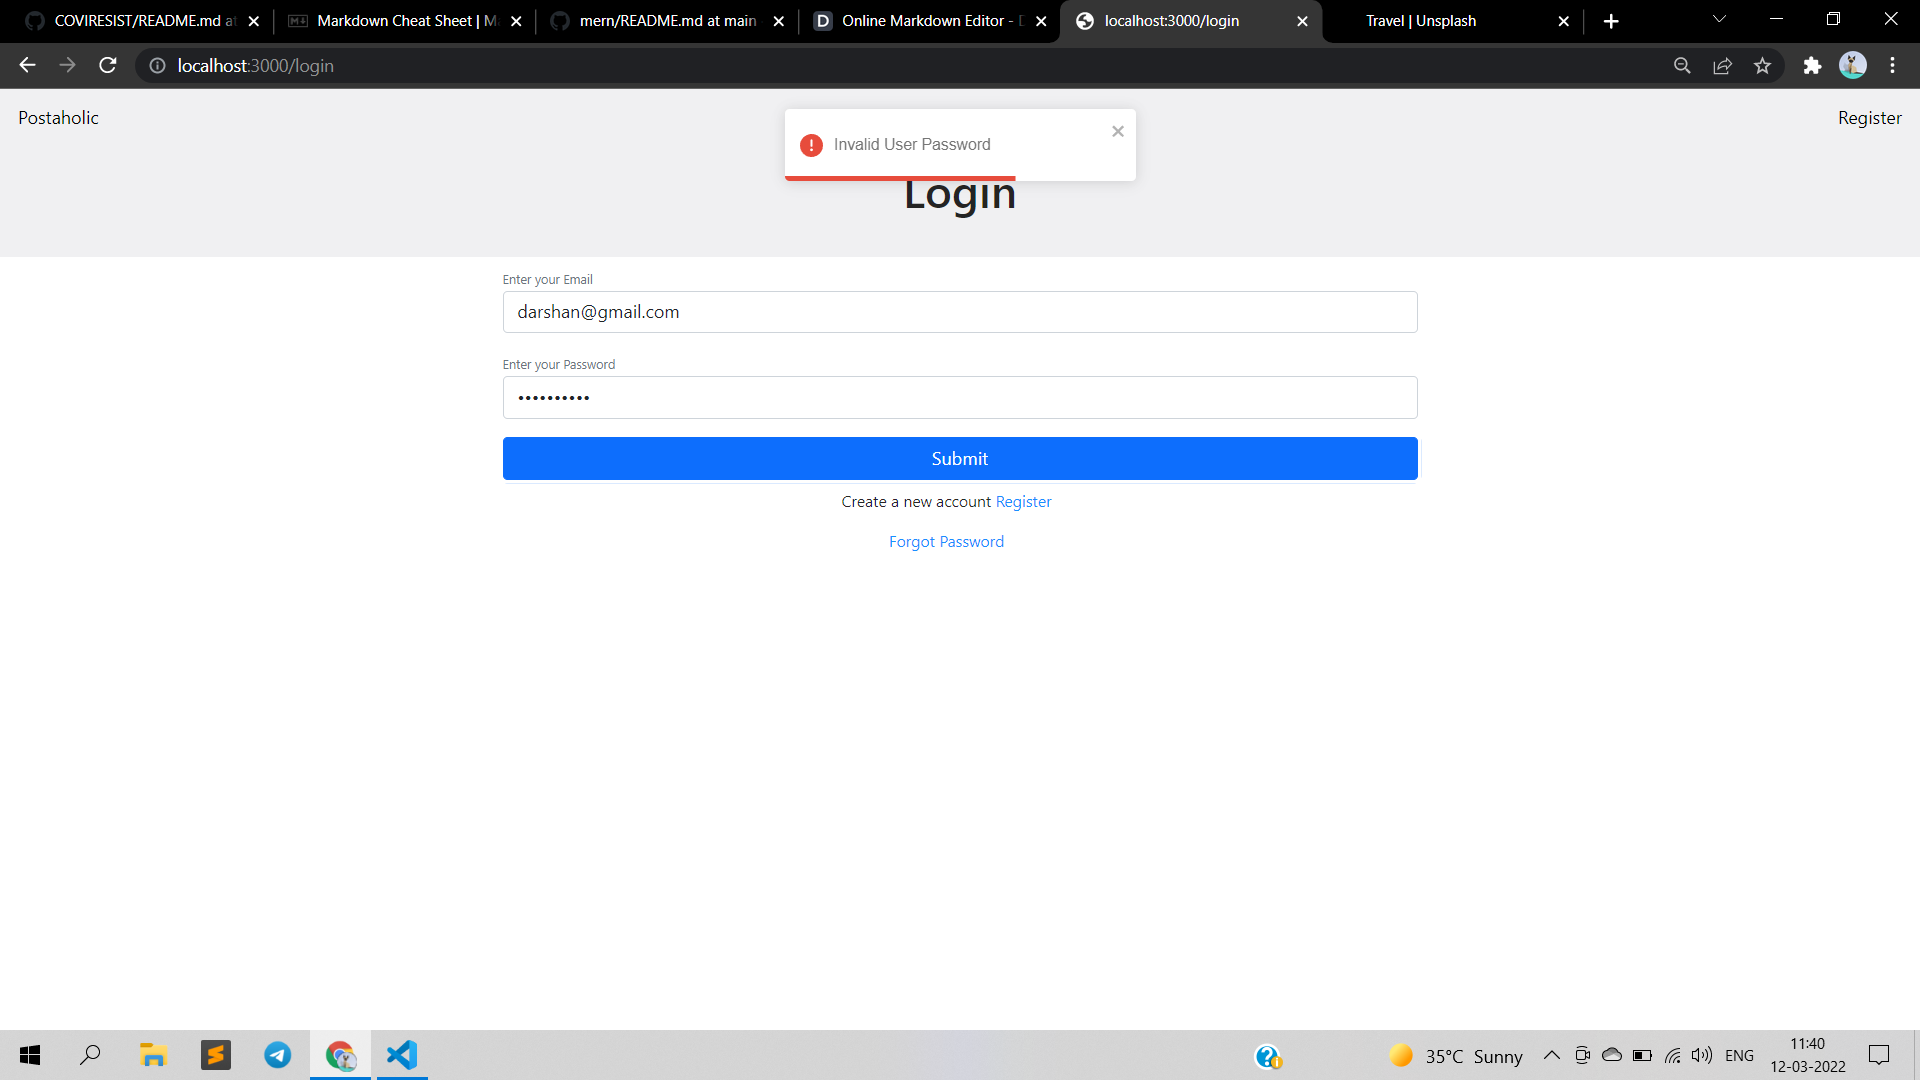 COVIRESIST/README.md at
Markdown Cheat Sheet | Ma
mern/README.md at main
Online Markdown Editor - D
localhost:3000/login
Travel | Unsplash
localhost:3000/login
Postaholic
Register
Invalid User Password
Login
Enter your Email
darshan@gmail.com
Enter your Password
••••••••••
Submit
Create a new account Register
Forgot Password
35°C Sunny
ENG
11:40
12-03-2022